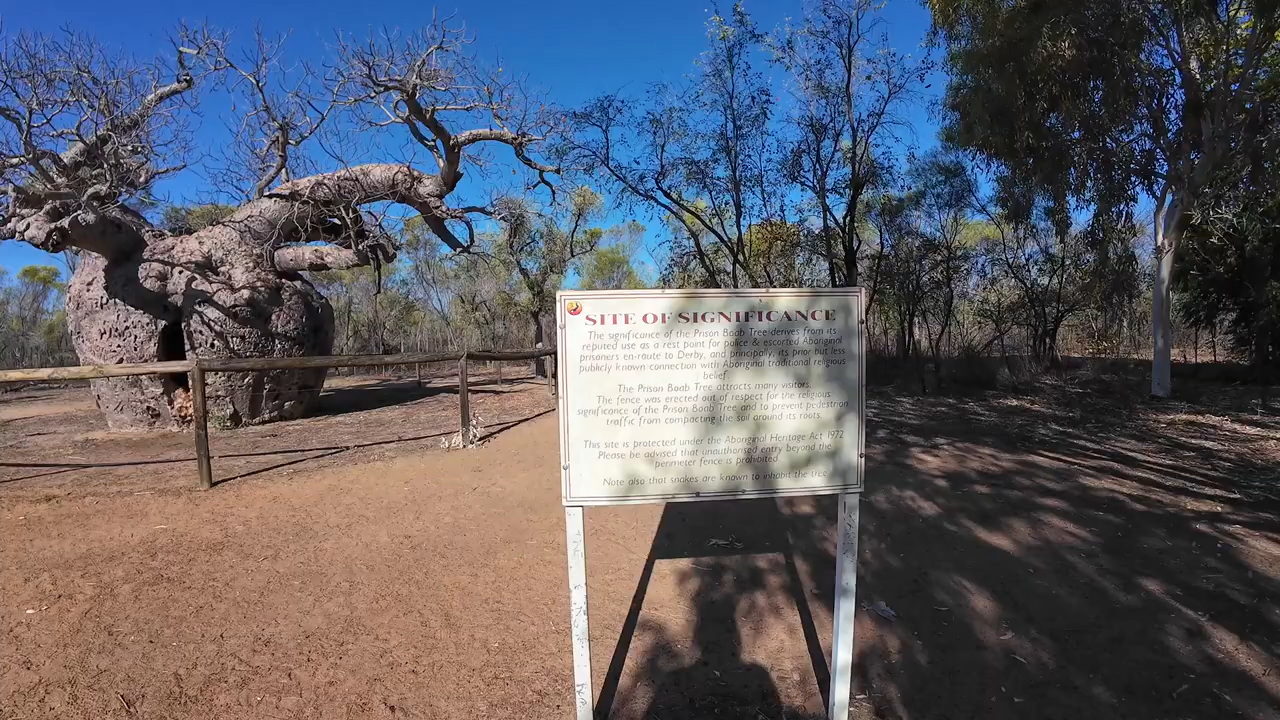 SITE OF SIGNIFICANCE
The significance of the Prison Boab Tree derives from its
reputed use as a rest point for police & escorted Aboriginal
prisoners en-route to Derby, and principally, its prior but less
publicly known connection with Aboriginal traditional religious
belief.
The Prison Boab Tree attracts many visitors.
The fence was erected out of respect for the religious
significance of the Prison Boab Tree and to prevent pedestrian
traffic from compacting the soil around its roots.
This site is protected under the Aboriginal Heritage Act 1972
Please be advised that unauthorised entry beyond the
perimeter fence is prohibited
Note also that snakes are known to inhabit the tree.